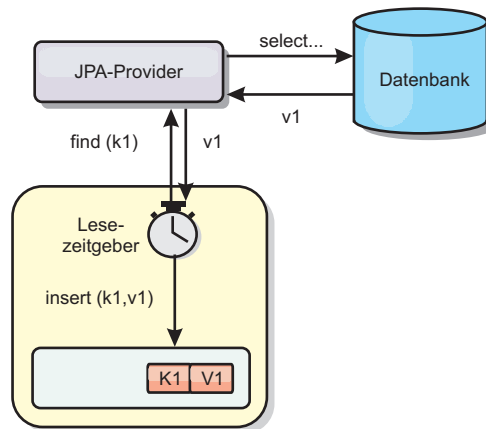 select...
JPA-Provider
Datenbank
v1
find (k1)
v1
Lese-
zeitgeber
insert (k1,v1)
K1 V1